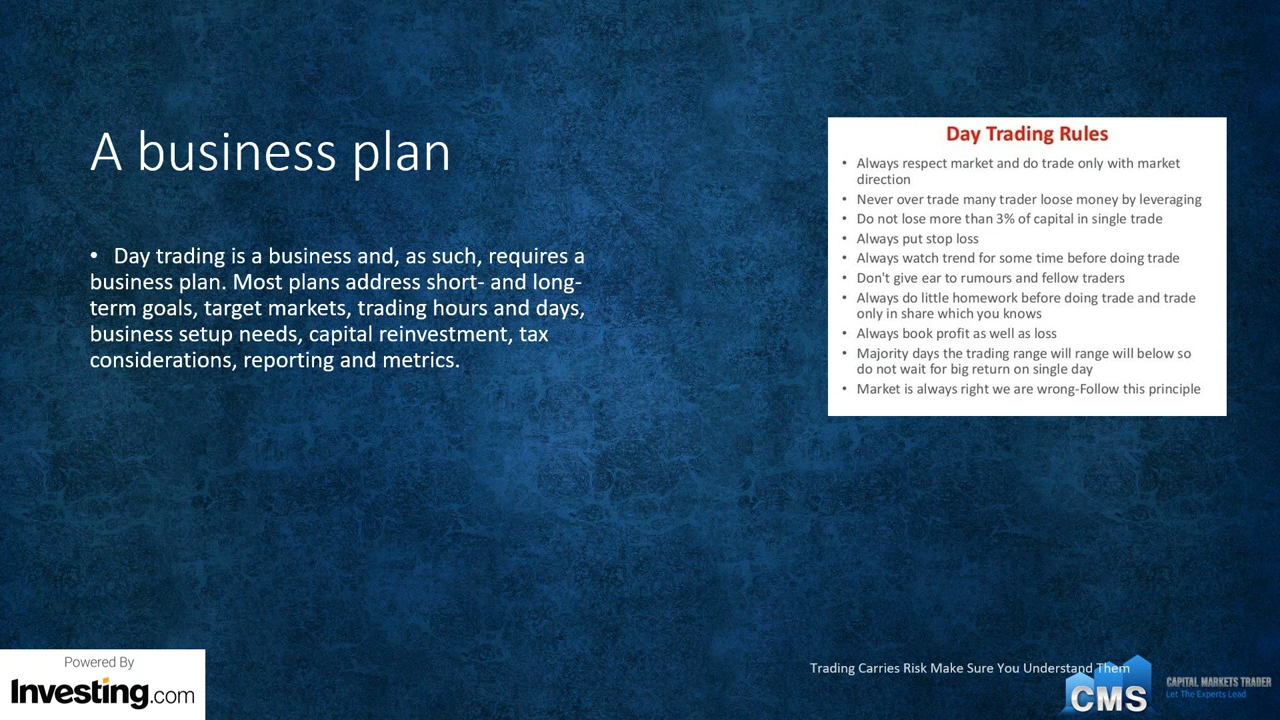 A business plan
• Day trading is a business and, as such, requires a
business plan. Most plans address short- and long-
term goals, target markets, trading hours and days,
business setup needs, capital reinvestment, tax
considerations, reporting and metrics.
Day Trading Rules
• Always respect market and do trade only with market
direction
• Never over trade many trader loose money by leveraging
• Do not lose more than 3% of capital in single trade
• Always put stop loss
• Always watch trend for some time before doing trade
• Don't give ear to rumours and fellow traders
• Always do little homework before doing trade and trade
only in share which you knows
• Always book profit as well as loss
• Majority days the trading range will range will below so
do not wait for big return on single day
• Market is always right we are wrong-Follow this principle
Powered By
Investing.com
Trading Carries Risk Make Sure You Understand Them
CMS
CAPITAL MARKETS TRADER
Let The Experts Lead